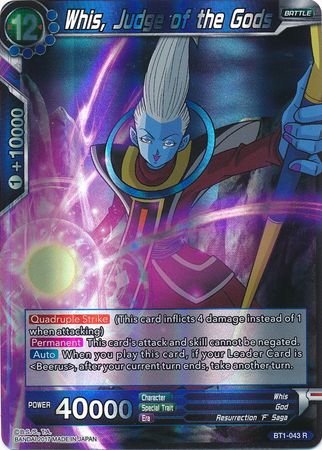 12
Whis, Judge of the Gods
BATTLE
1 +10000
Quadruple Strike (This card inflicts 4 damage instead of 1
when attacking)
Permanent This card's attack and skill cannot be negated.
Auto When you play this card, if your Leader Card is
<Beerus>, after your current turn ends, take another turn.
POWER 40000
Character Whis
Special Trait God
Era Resurrection 'F' Saga
©B.S./S., T.A.
BANDAI 2017 MADE IN JAPAN
BT1-043 R